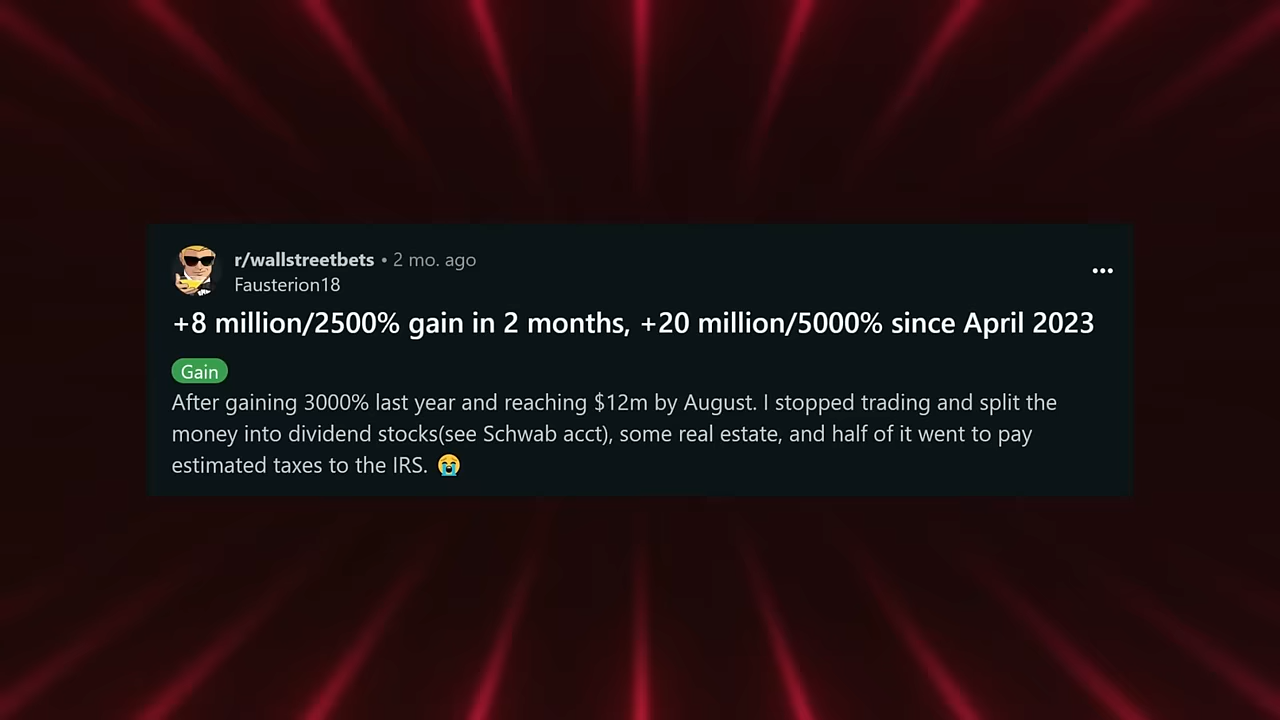 r/wallstreetbets • 2 mo. ago
Fausterion18
+8 million/2500% gain in 2 months, +20 million/5000% since April 2023
Gain
After gaining 3000% last year and reaching $12m by August. I stopped trading and split the
money into dividend stocks(see Schwab acct), some real estate, and half of it went to pay
estimated taxes to the IRS. 😭